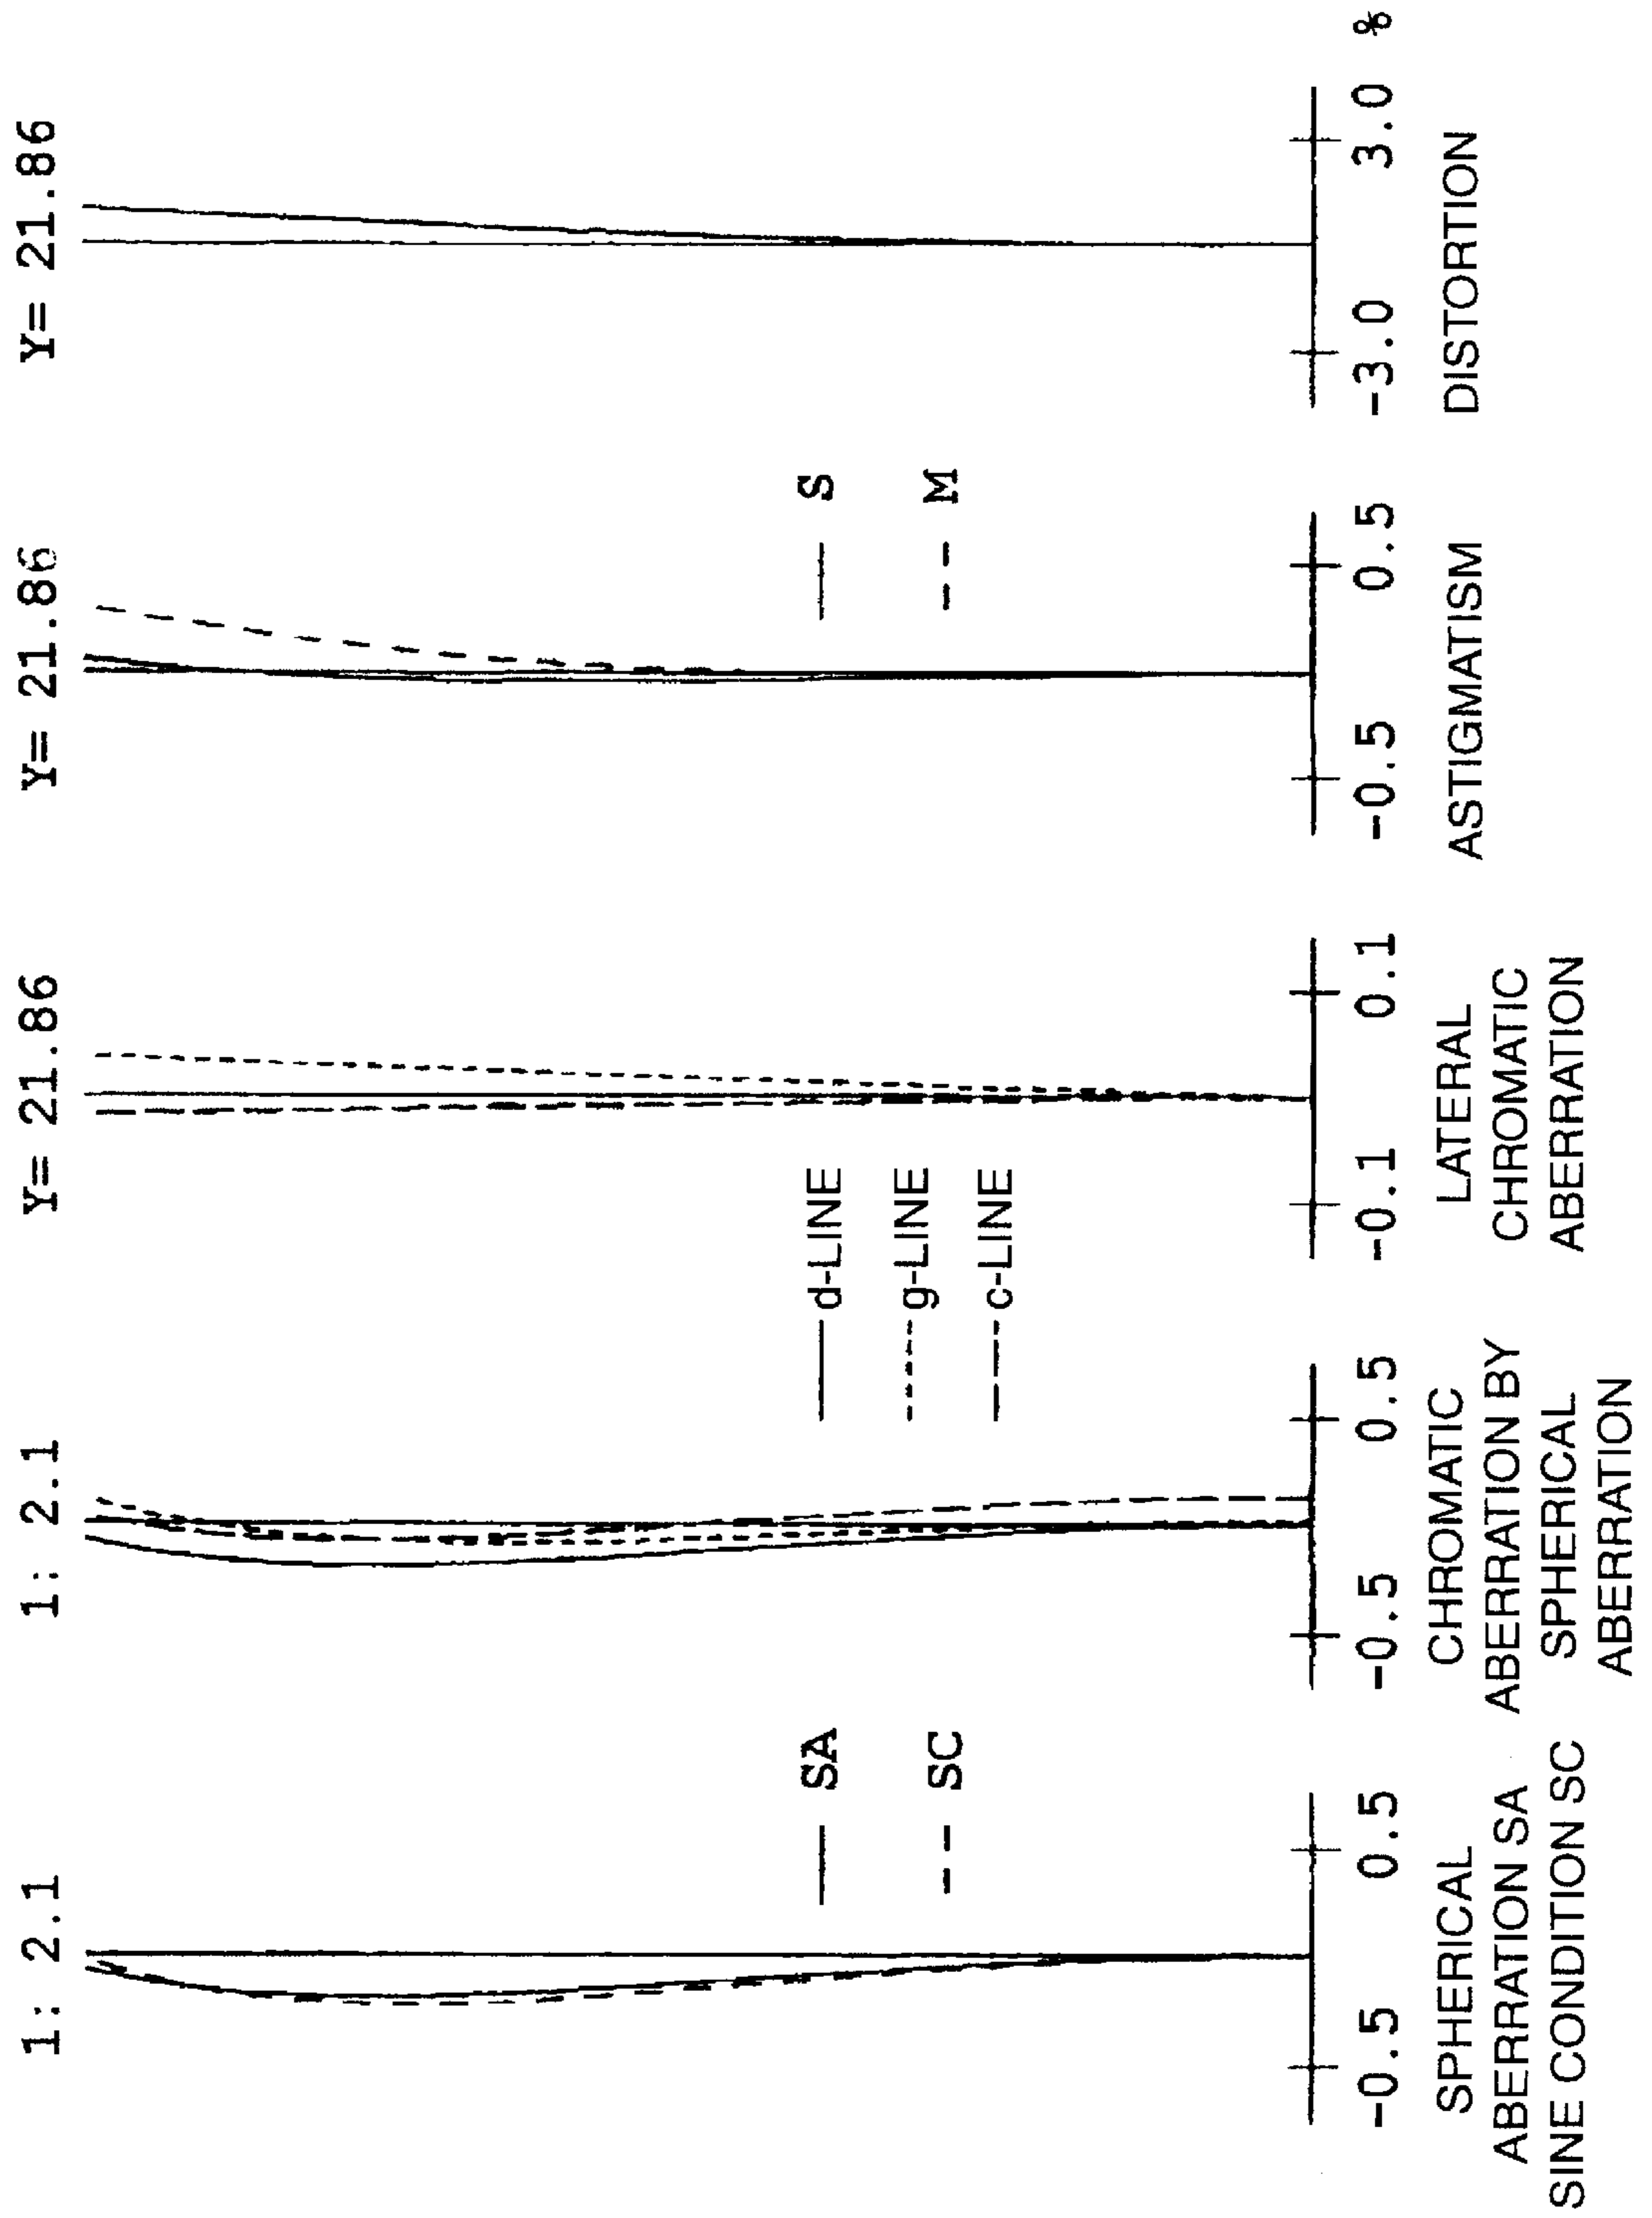 1: 2.1
SA
SC
-0.5 0.5
SPHERICAL
ABERRATION SA
SINE CONDITION SC
1: 2.1
d-LINE
g-LINE
c-LINE
-0.5 0.5
CHROMATIC
ABERRATION BY
SPHERICAL
ABERRATION
Y= 21.86
-0.1 0.1
LATERAL
CHROMATIC
ABERRATION
Y= 21.86
S
M
-0.5 0.5
ASTIGMATISM
Y= 21.86
-3.0 3.0 %
DISTORTION